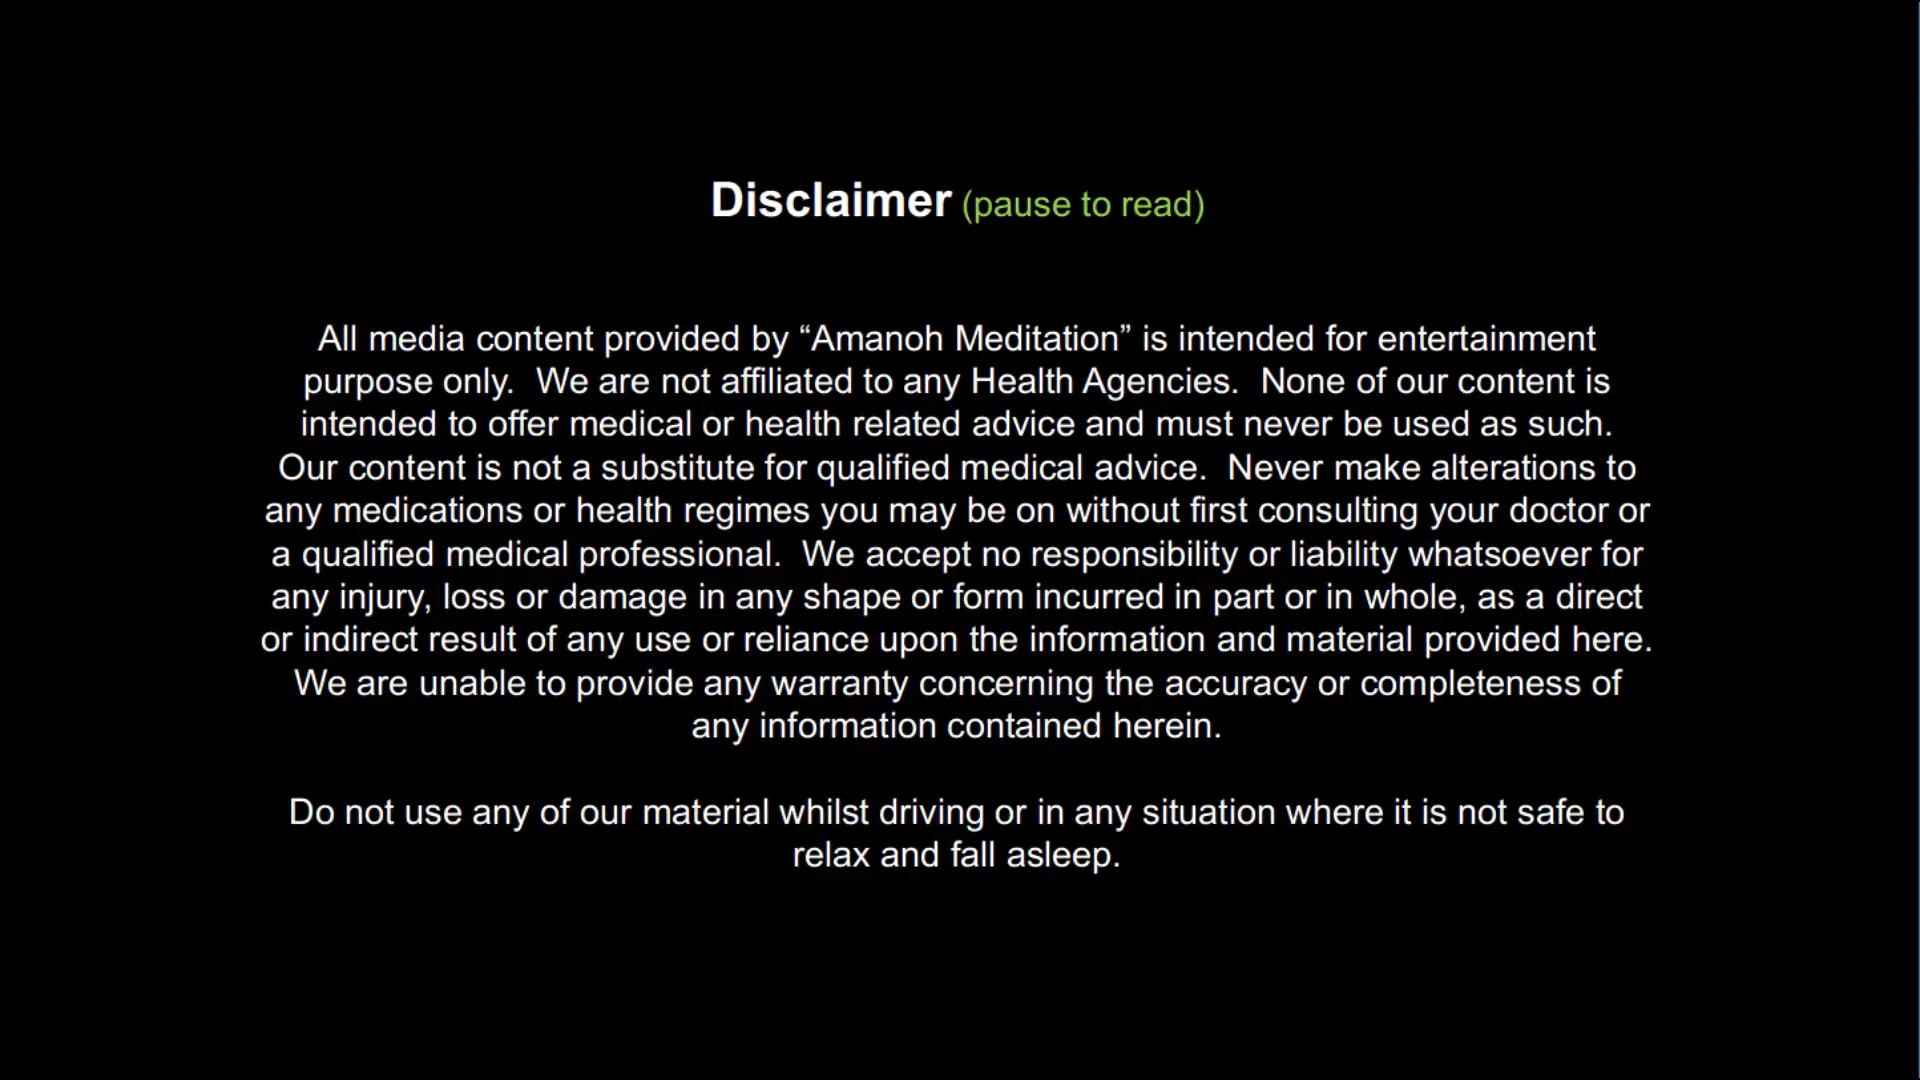 Disclaimer (pause to read)
All media content provided by “Amanoh Meditation” is intended for entertainment
purpose only.  We are not affiliated to any Health Agencies.  None of our content is
intended to offer medical or health related advice and must never be used as such.
Our content is not a substitute for qualified medical advice.  Never make alterations to
any medications or health regimes you may be on without first consulting your doctor or
a qualified medical professional.  We accept no responsibility or liability whatsoever for
any injury, loss or damage in any shape or form incurred in part or in whole, as a direct
or indirect result of any use or reliance upon the information and material provided here.
We are unable to provide any warranty concerning the accuracy or completeness of
any information contained herein.
Do not use any of our material whilst driving or in any situation where it is not safe to
relax and fall asleep.